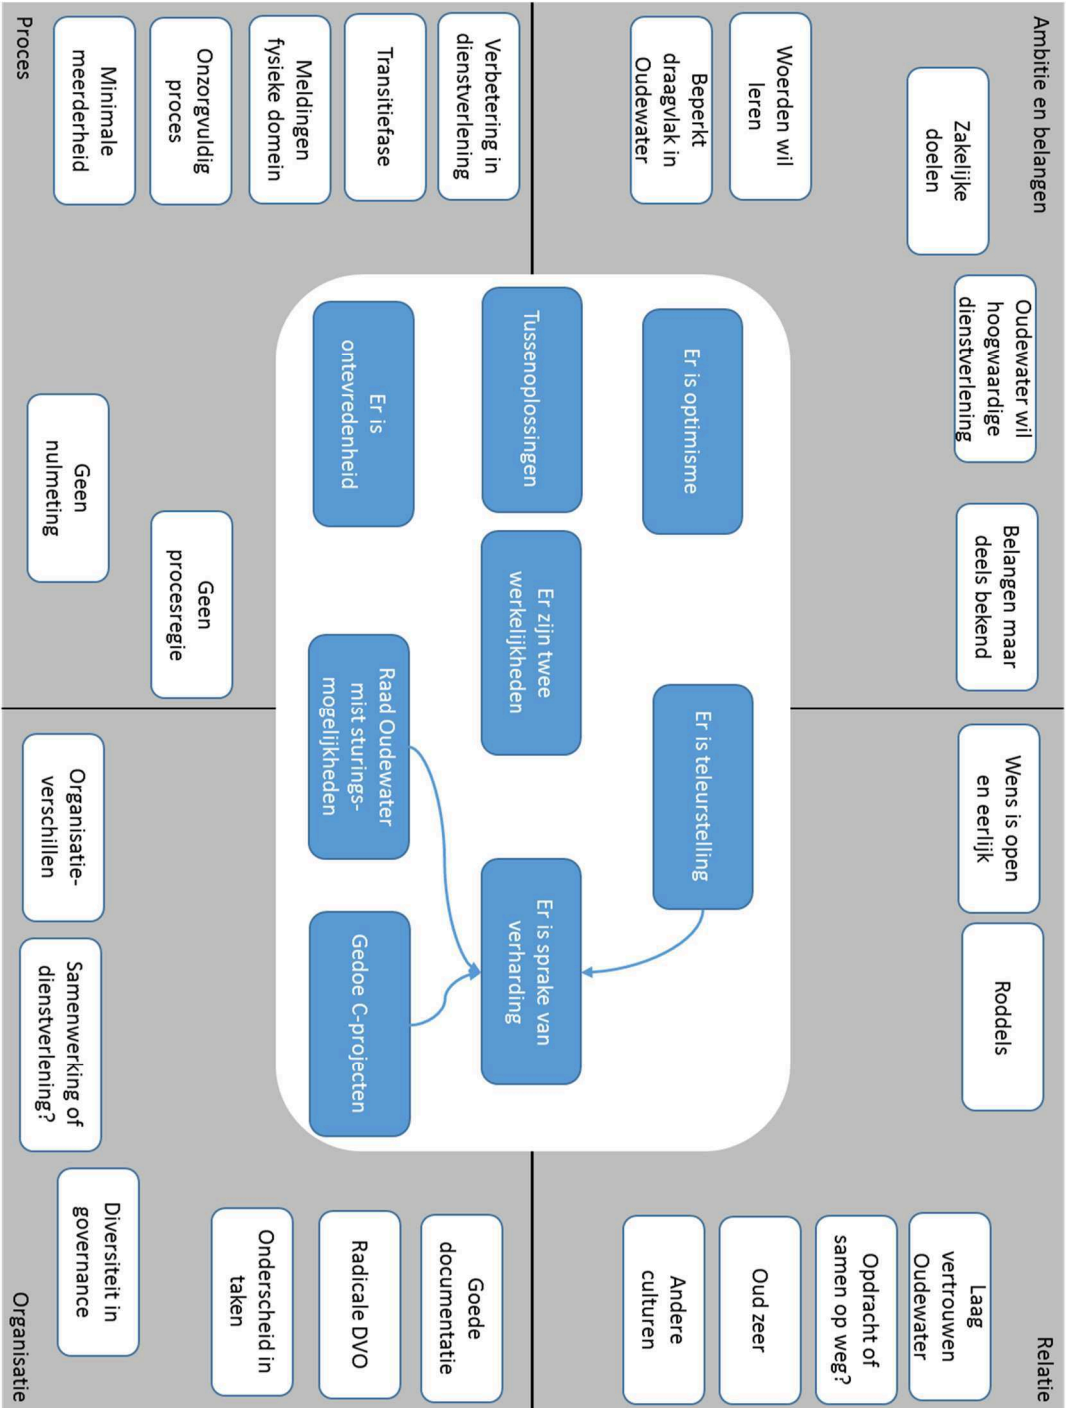 Ambitie en belangen
Zakelijke
doelen
Oudewater wil
hoogwaardige
dienstverlening
Belangen maar
deels bekend
Woerden wil
leren
Beperkt
draagvlak in
Oudewater
Relatie
Wens is open
en eerlijk
Roddels
Laag
vertrouwen
Oudewater
Opdracht of
samen op weg?
Oud zeer
Andere
culturen
Er is optimisme
Er is teleurstelling
Tussenoplossingen
Er zijn twee
werkelijkheden
Er is sprake van
verharding
Er is
ontevredenheid
Raad Oudewater
mist sturings-
mogelijkheden
Gedoe C-projecten
Verbetering in
dienstverlening
Transitiefase
Meldingen
fysieke domein
Onzorgvuldig
proces
Minimale
meerderheid
Geen
procesregie
Geen
nulmeting
Proces
Goede
documentatie
Radicale DVO
Onderscheid in
taken
Diversiteit in
governance
Organisatie-
verschillen
Samenwerking of
dienstverlening?
Organisatie